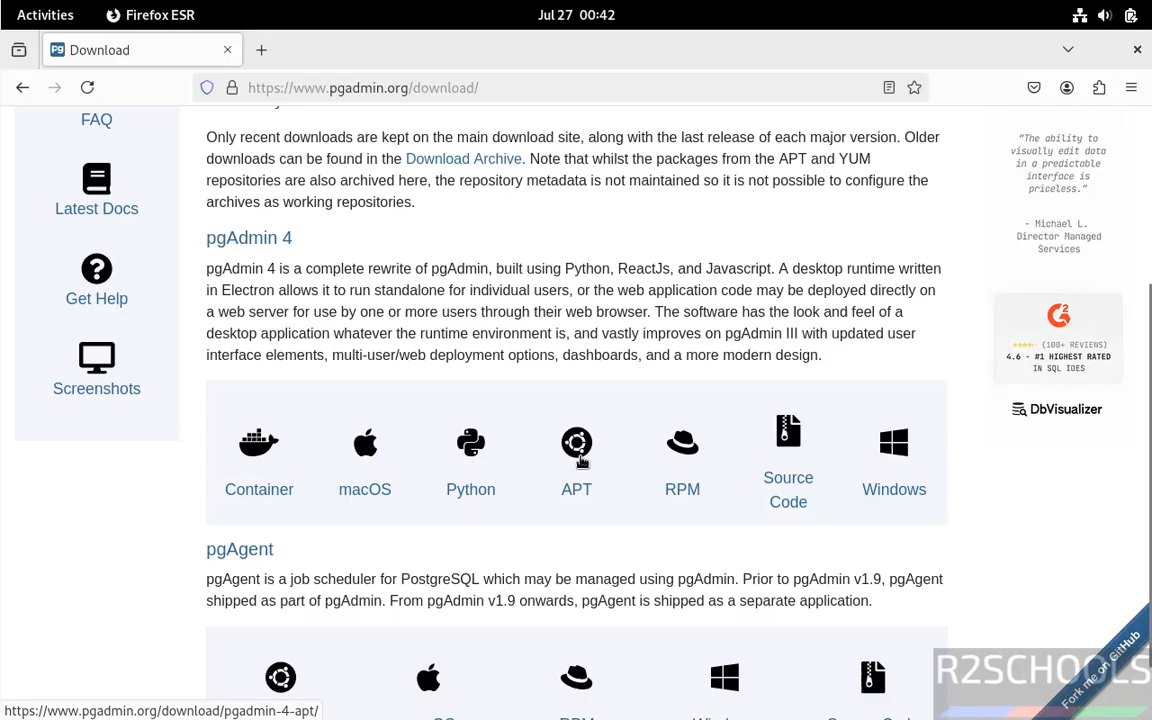 Activities
Firefox ESR
Jul 27 00:42
Pg Download
https://www.pgadmin.org/download/
FAQ
Latest Docs
Get Help
Screenshots
Only recent downloads are kept on the main download site, along with the last release of each major version. Older
downloads can be found in the Download Archive. Note that whilst the packages from the APT and YUM
repositories are also archived here, the repository metadata is not maintained so it is not possible to configure the
archives as working repositories.
pgAdmin 4
pgAdmin 4 is a complete rewrite of pgAdmin, built using Python, ReactJs, and Javascript. A desktop runtime written
in Electron allows it to run standalone for individual users, or the web application code may be deployed directly on
a web server for use by one or more users through their web browser. The software has the look and feel of a
desktop application whatever the runtime environment is, and vastly improves on pgAdmin III with updated user
interface elements, multi-user/web deployment options, dashboards, and a more modern design.
Container
macOS
Python
APT
RPM
Source
Code
Windows
pgAgent
pgAgent is a job scheduler for PostgreSQL which may be managed using pgAdmin. Prior to pgAdmin v1.9, pgAgent
shipped as part of pgAdmin. From pgAdmin v1.9 onwards, pgAgent is shipped as a separate application.
“The ability to
visually edit data
in a predictable
interface is
priceless.”
- Michael L.
Director Managed
Services
(100+ REVIEWS)
4.6 - #1 HIGHEST RATED
IN SQL IDES
DbVisualizer
Fork me on GitHub
R2SCHOOLS
https://www.pgadmin.org/download/pgadmin-4-apt/